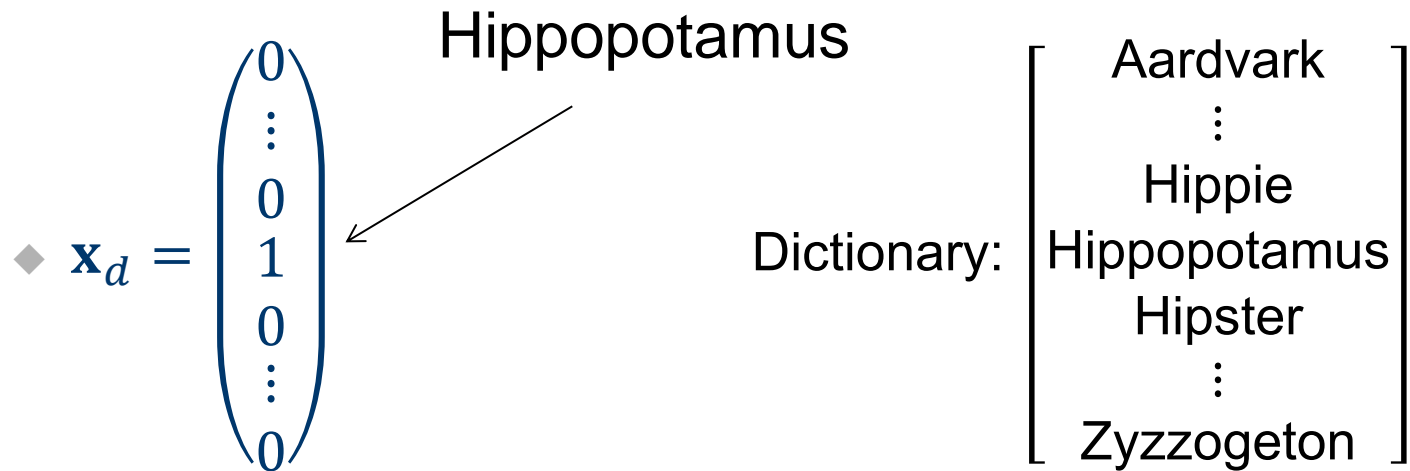 Hippopotamus
◆ x_d = (0 ⋮ 0 1 0 ⋮ 0)
Dictionary: [Aardvark ⋮ Hippie Hippopotamus Hipster ⋮ Zyzzogeton]